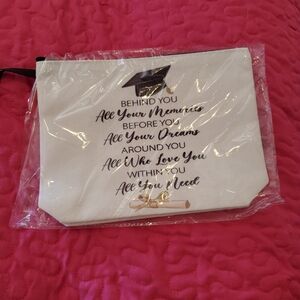 BEHIND YOU
All Your Memories
BEFORE YOU
All Your Dreams
AROUND YOU
All Who Love You
WITHIN YOU
All You Need